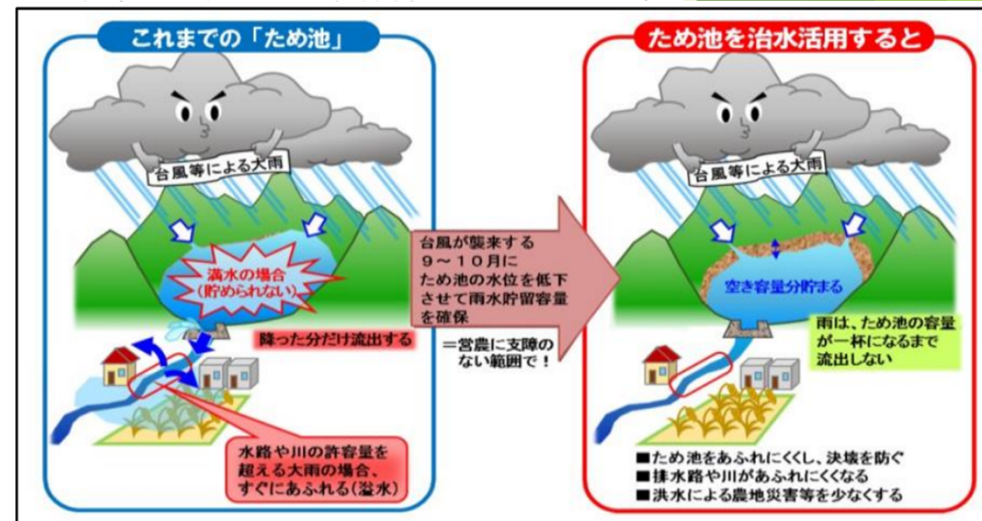 これまでの「ため池」
台風等による大雨
満水の場合
（貯められない）
降った分だけ流出する
水路や川の許容量を
超える大雨の場合、
すぐにあふれる（溢水）
台風が襲来する
９～１０月に
ため池の水位を低下
させて雨水貯留容量
を確保
＝営農に支障の
ない範囲で！
ため池を治水活用すると
台風等による大雨
空き容量分貯まる
雨は、ため池の容量
が一杯になるまで
流出しない
■ため池をあふれにくくし、決壊を防ぐ
■排水路や川があふれにくくなる
■洪水による農地災害等を少なくする